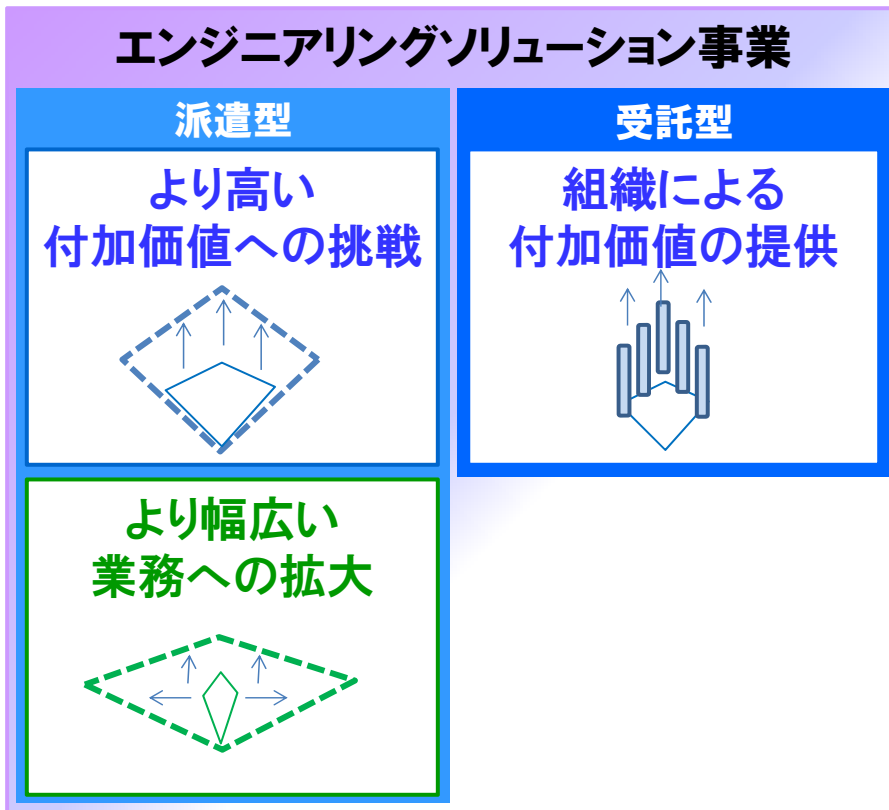 エンジニアリングソリューション事業
派遣型
より高い
付加価値への挑戦
より幅広い
業務への拡大
受託型
組織による
付加価値の提供